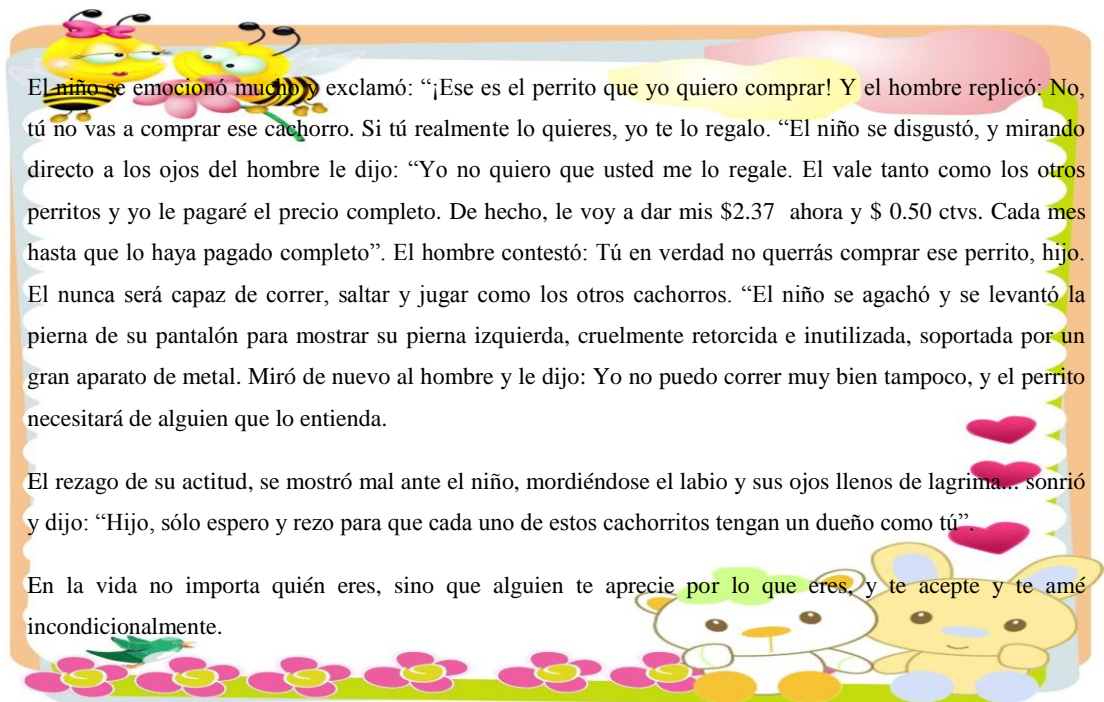 El niño se emocionó mucho y exclamó: “¡Ese es el perrito que yo quiero comprar! Y el hombre replicó: No,
tú no vas a comprar ese cachorro. Si tú realmente lo quieres, yo te lo regalo. “El niño se disgustó, y mirando
directo a los ojos del hombre le dijo: “Yo no quiero que usted me lo regale. El vale tanto como los otros
perritos y yo le pagaré el precio completo. De hecho, le voy a dar mis $2.37 ahora y $ 0.50 ctvs. Cada mes
hasta que lo haya pagado completo”. El hombre contestó: Tú en verdad no querrás comprar ese perrito, hijo.
El nunca será capaz de correr, saltar y jugar como los otros cachorros. “El niño se agachó y se levantó la
pierna de su pantalón para mostrar su pierna izquierda, cruelmente retorcida e inutilizada, soportada por un
gran aparato de metal. Miró de nuevo al hombre y le dijo: Yo no puedo correr muy bien tampoco, y el perrito
necesitará de alguien que lo entienda.
El rezago de su actitud, se mostró mal ante el niño, mordiéndose el labio y sus ojos llenos de lagrima... sonrió
y dijo: “Hijo, sólo espero y rezo para que cada uno de estos cachorritos tengan un dueño como tú”.
En la vida no importa quién eres, sino que alguien te aprecie por lo que eres, y te acepte y te amé
incondicionalmente.